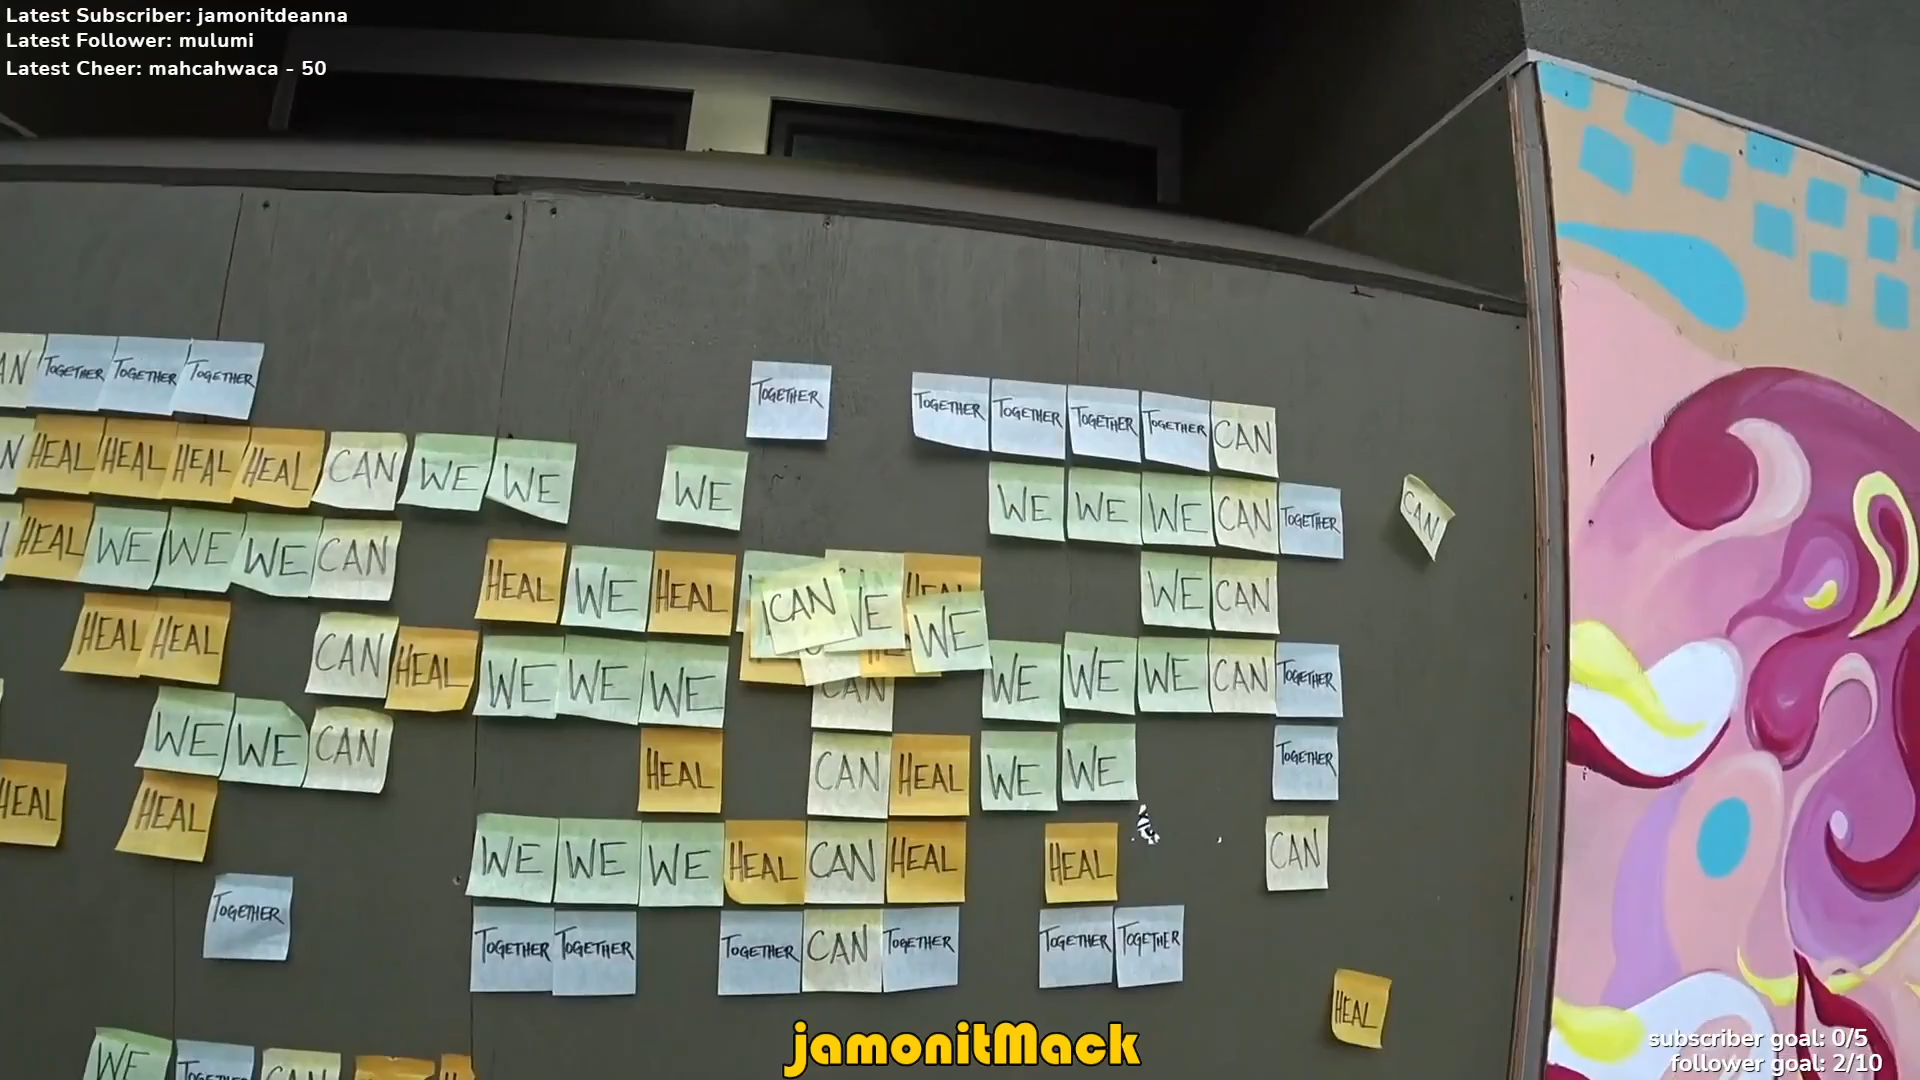 Latest Subscriber: jamonitdeanna
Latest Follower: mulumi
Latest Cheer: mahcahwaca - 50
TOGETHER TOGETHER TOGETHER TOGETHER TOGETHER TOGETHER TOGETHER TOGETHER CAN
HEAL HEAL HEAL HEAL CAN WE WE WE WE WE WE CAN TOGETHER CAN
HEAL WE WE WE CAN HEAL WE HEAL HEAL WE CAN
CAN WE WE
HEAL HEAL CAN HEAL WE WE WE CAN WE WE WE CAN TOGETHER
WE WE CAN HEAL CAN HEAL WE WE TOGETHER
HEAL HEAL WE WE WE HEAL CAN HEAL HEAL CAN
TOGETHER TOGETHER TOGETHER TOGETHER CAN TOGETHER TOGETHER TOGETHER
HEAL
WE CAN
jamonitMack
subscriber goal: 0/5
follower goal: 2/10